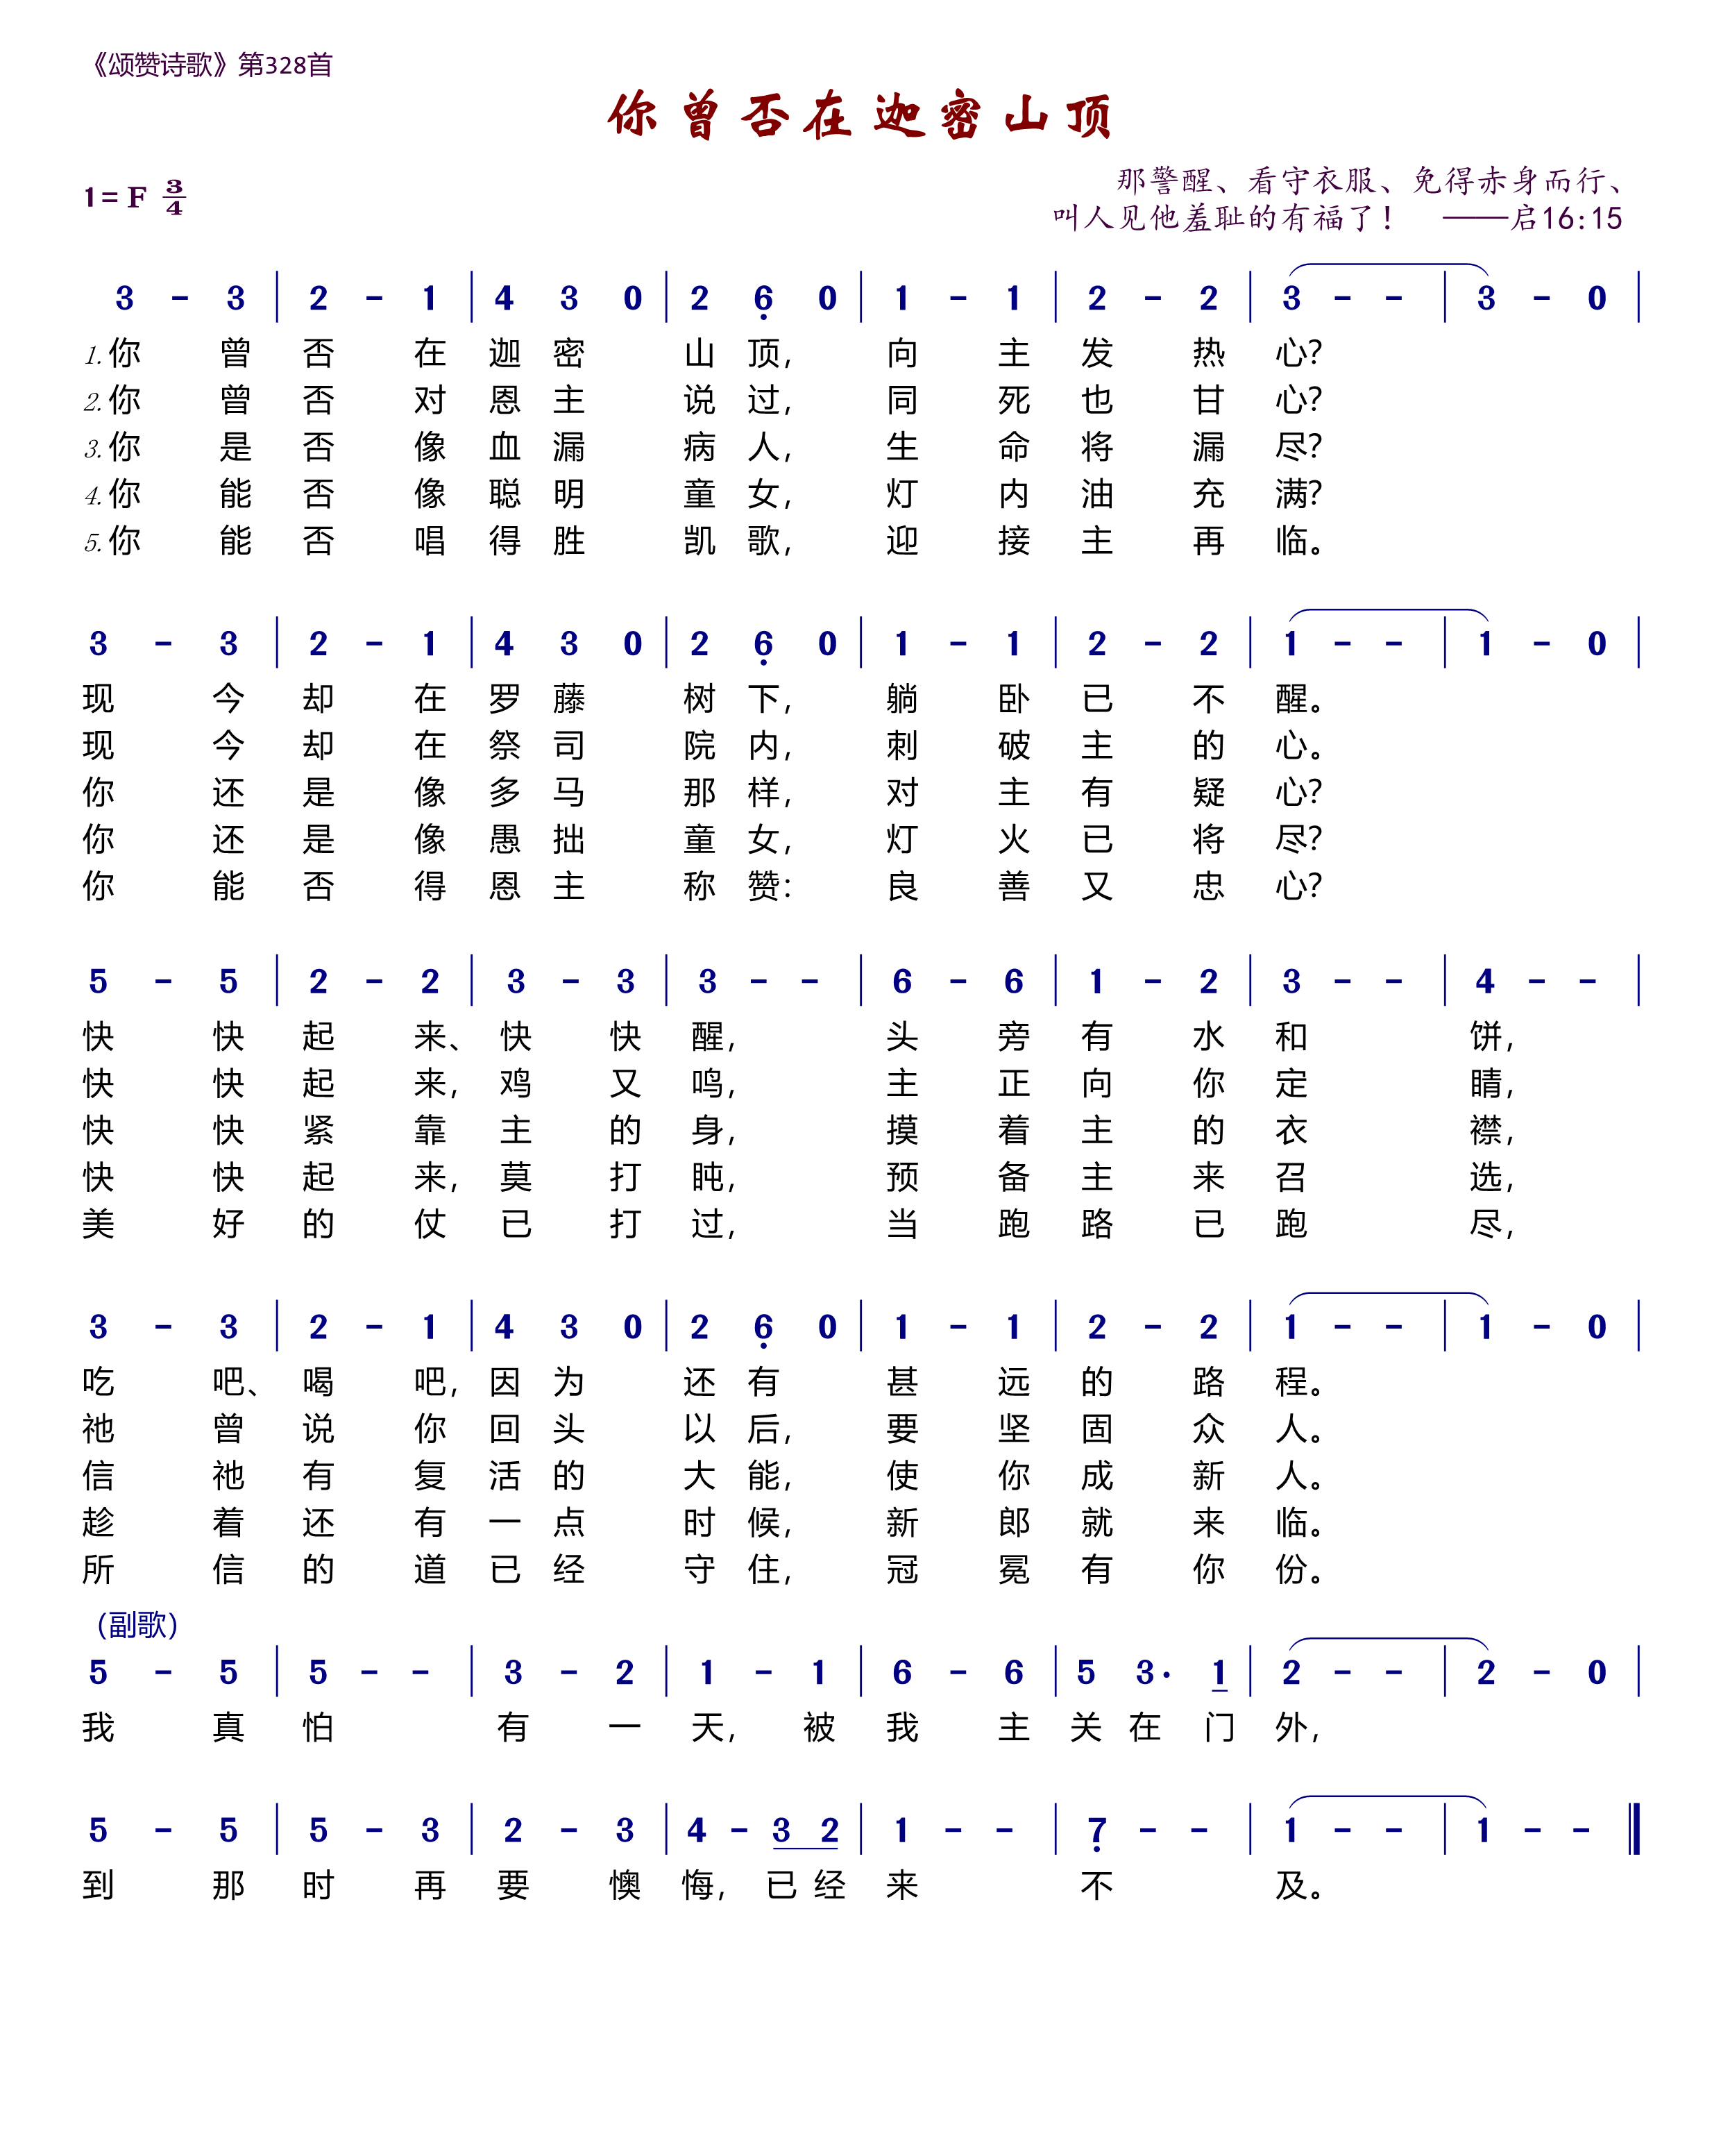 《颂赞诗歌》第328首
你曾否在迦密山顶
1= F 3/4
那警醒、看守衣服、免得赤身而行、
叫人见他羞耻的有福了！ ——启16:15
3 - 3 | 2 - 1 | 4 3 0 | 2 6̣ 0 | 1 - 1 | 2 - 2 | 3 - - | 3 - 0 |
1.你曾否在迦密山顶，向主发热心？
2.你曾否对恩主说过，同死也甘心？
3.你是否像血漏病人，生命将漏尽？
4.你能否像聪明童女，灯内油充满？
5.你能否唱得胜凯歌，迎接主再临。
3 - 3 | 2 - 1 | 4 3 0 | 2 6̣ 0 | 1 - 1 | 2 - 2 | 1 - - | 1 - 0 |
现今却在罗藤树下，躺卧已不醒。
现今却在祭司院内，刺破主的心。
你还是像多马那样，对主有疑心？
你还是像愚拙童女，灯火已将尽？
你能否得恩主称赞：良善又忠心？
5 - 5 | 2 - 2 | 3 - 3 | 3 - - | 6 - 6 | 1 - 2 | 3 - - | 4 - - |
快快起来、快快醒，头旁有水和饼，
快快起来，鸡又鸣，主正向你定睛，
快快紧靠主的身，摸着主的衣襟，
快快起来，莫打盹，预备主来召选，
美好的仗已打过，当跑路已跑尽，
3 - 3 | 2 - 1 | 4 3 0 | 2 6̣ 0 | 1 - 1 | 2 - 2 | 1 - - | 1 - 0 |
吃吧、喝吧，因为还有甚远的路程。
祂曾说你回头以后，要坚固众人。
信祂有复活的大能，使你成新人。
趁着还有一点时候，新郎就来临。
所信的道已经守住，冠冕有你份。
（副歌）
5 - 5 | 5 - - | 3 - 2 | 1 - 1 | 6 - 6 | 5 3. 1 | 2 - - | 2 - 0 |
我真怕有一天，被我主关在门外，
5 - 5 | 5 - 3 | 2 - 3 | 4 - 3 2 | 1 - - | 7̣ - - | 1 - - | 1 - - ‖
到那时再要懊悔，已经来不及。